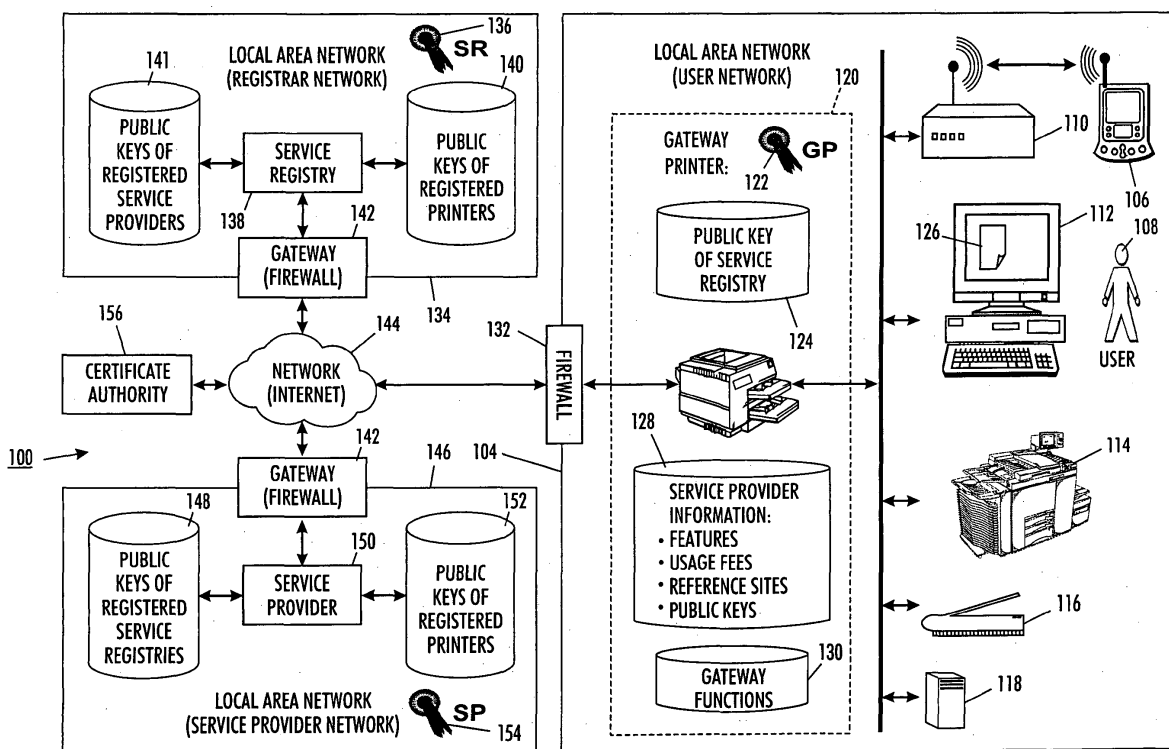 136
SR
LOCAL AREA NETWORK
(REGISTRAR NETWORK)
141
140
PUBLIC
KEYS OF
REGISTERED
SERVICE
PROVIDERS
SERVICE
REGISTRY
138
PUBLIC
KEYS OF
REGISTERED
PRINTERS
142
GATEWAY
(FIREWALL)
134
156
CERTIFICATE
AUTHORITY
144
NETWORK
(INTERNET)
132
FIREWALL
100
142
GATEWAY
(FIREWALL)
146
104
148
PUBLIC
KEYS OF
REGISTERED
SERVICE
REGISTRIES
150
SERVICE
PROVIDER
152
PUBLIC
KEYS OF
REGISTERED
PRINTERS
LOCAL AREA NETWORK
(SERVICE PROVIDER NETWORK)
SP
154
LOCAL AREA NETWORK
(USER NETWORK)
120
GATEWAY
PRINTER:
122
GP
PUBLIC KEY
OF SERVICE
REGISTRY
124
128
SERVICE PROVIDER
INFORMATION:
• FEATURES
• USAGE FEES
• REFERENCE SITES
• PUBLIC KEYS
130
GATEWAY
FUNCTIONS
110
106
112
126
108
USER
114
116
118